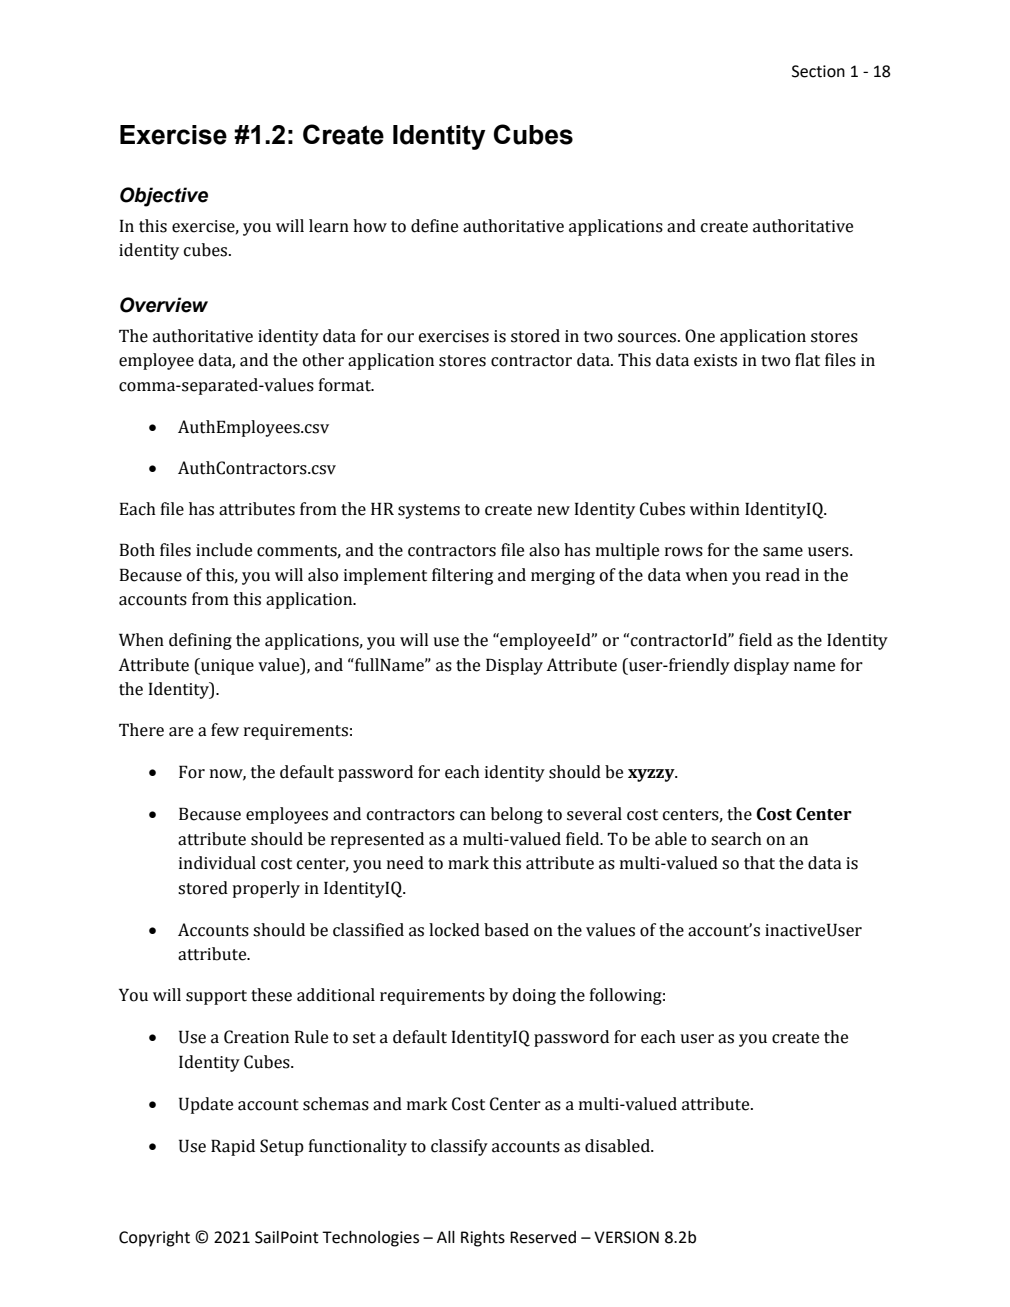 Section 1 - 18
Exercise #1.2: Create Identity Cubes
Objective
In this exercise, you will learn how to define authoritative applications and create authoritative
identity cubes.
Overview
The authoritative identity data for our exercises is stored in two sources. One application stores
employee data, and the other application stores contractor data. This data exists in two flat files in
comma-separated-values format.
• AuthEmployees.csv
• AuthContractors.csv
Each file has attributes from the HR systems to create new Identity Cubes within IdentityIQ.
Both files include comments, and the contractors file also has multiple rows for the same users.
Because of this, you will also implement filtering and merging of the data when you read in the
accounts from this application.
When defining the applications, you will use the “employeeId” or “contractorId” field as the Identity
Attribute (unique value), and “fullName” as the Display Attribute (user-friendly display name for
the Identity).
There are a few requirements:
• For now, the default password for each identity should be xyzzy.
• Because employees and contractors can belong to several cost centers, the Cost Center
attribute should be represented as a multi-valued field. To be able to search on an
individual cost center, you need to mark this attribute as multi-valued so that the data is
stored properly in IdentityIQ.
• Accounts should be classified as locked based on the values of the account’s inactiveUser
attribute.
You will support these additional requirements by doing the following:
• Use a Creation Rule to set a default IdentityIQ password for each user as you create the
Identity Cubes.
• Update account schemas and mark Cost Center as a multi-valued attribute.
• Use Rapid Setup functionality to classify accounts as disabled.
Copyright © 2021 SailPoint Technologies – All Rights Reserved – VERSION 8.2b